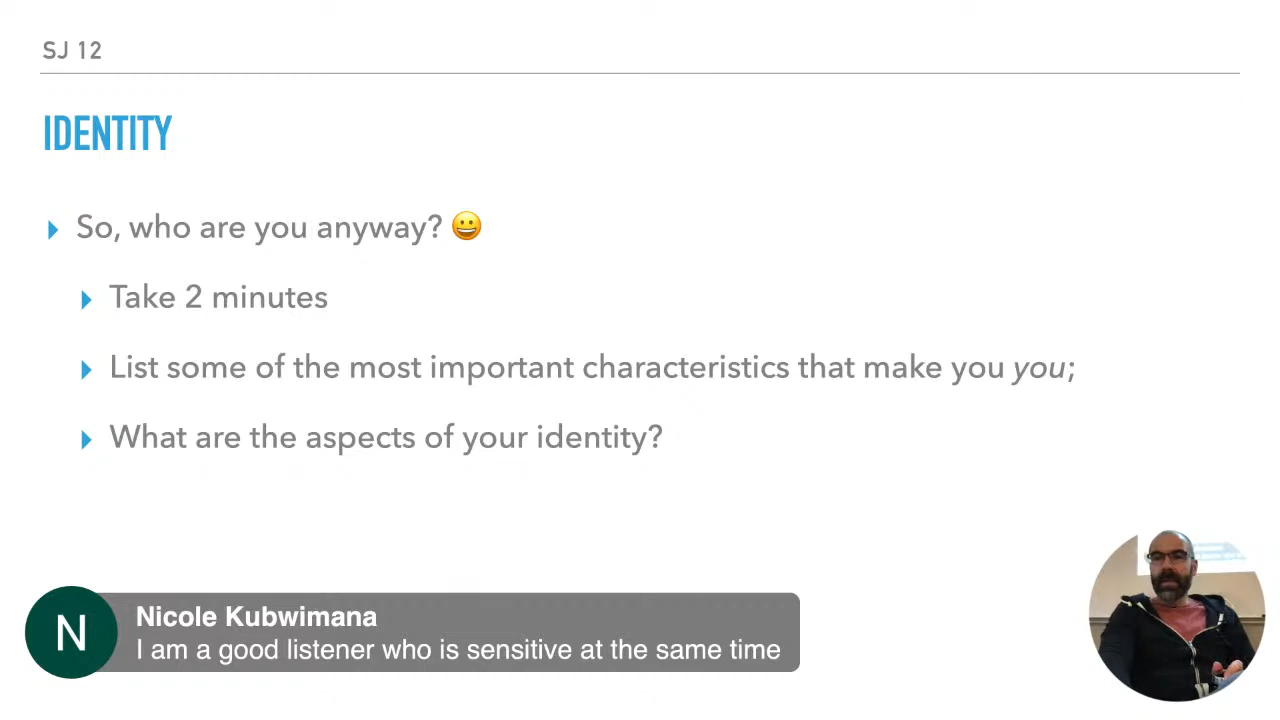 SJ 12
IDENTITY
So, who are you anyway? 😀
Take 2 minutes
List some of the most important characteristics that make you you;
What are the aspects of your identity?
N
Nicole Kubwimana
I am a good listener who is sensitive at the same time